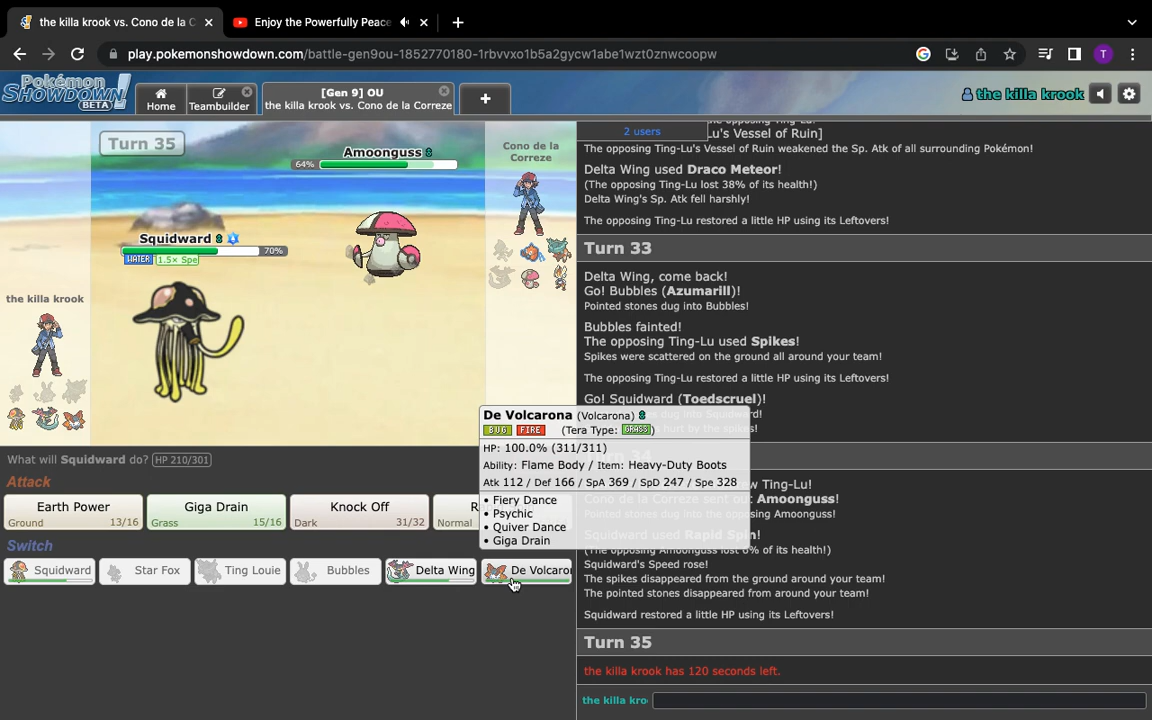 the killa krook vs. Cono de la C
Enjoy the Powerfully Peace
play.pokemonshowdown.com/battle-gen9ou-1852770180-1rbvvxo1b5a2gycw1abe1wzt0znwcoopw
T
Pokémon
SHOWDOWN!
BETA
Home
Teambuilder
[Gen 9] OU
the killa krook vs. Cono de la Correze
the killa krook
Turn 35
Amoonguss
64%
Squidward
70%
WATER 1.5× Spe
Cono de la
Correze
the killa krook
2 users
Lu's Vessel of Ruin]
The opposing Ting-Lu's Vessel of Ruin weakened the Sp. Atk of all surrounding Pokémon!
Delta Wing used Draco Meteor!
(The opposing Ting-Lu lost 38% of its health!)
Delta Wing's Sp. Atk fell harshly!
The opposing Ting-Lu restored a little HP using its Leftovers!
Turn 33
Delta Wing, come back!
Go! Bubbles (Azumarill)!
Pointed stones dug into Bubbles!
Bubbles fainted!
The opposing Ting-Lu used Spikes!
Spikes were scattered on the ground all around your team!
The opposing Ting-Lu restored a little HP using its Leftovers!
Go! Squidward (Toedscruel)!
De Volcarona (Volcarona)
BUG FIRE (Tera Type: GRASS)
HP: 100.0% (311/311)
Ability: Flame Body / Item: Heavy-Duty Boots
Atk 112 / Def 166 / SpA 369 / SpD 247 / Spe 328
• Fiery Dance
• Psychic
• Quiver Dance
• Giga Drain
Ting-Lu!
sent out Amoonguss!
Amoonguss!
(The opposing Amoonguss lost 6% of its health!)
Squidward's Speed rose!
The spikes disappeared from the ground around your team!
The pointed stones disappeared from around your team!
Squidward restored a little HP using its Leftovers!
Turn 35
the killa krook has 120 seconds left.
the killa kro
What will Squidward do? HP 210/301
Attack
Earth Power
Ground 13/16
Giga Drain
Grass 15/16
Knock Off
Dark 31/32
Normal
Switch
Squidward
Star Fox
Ting Louie
Bubbles
Delta Wing
De Volcaron